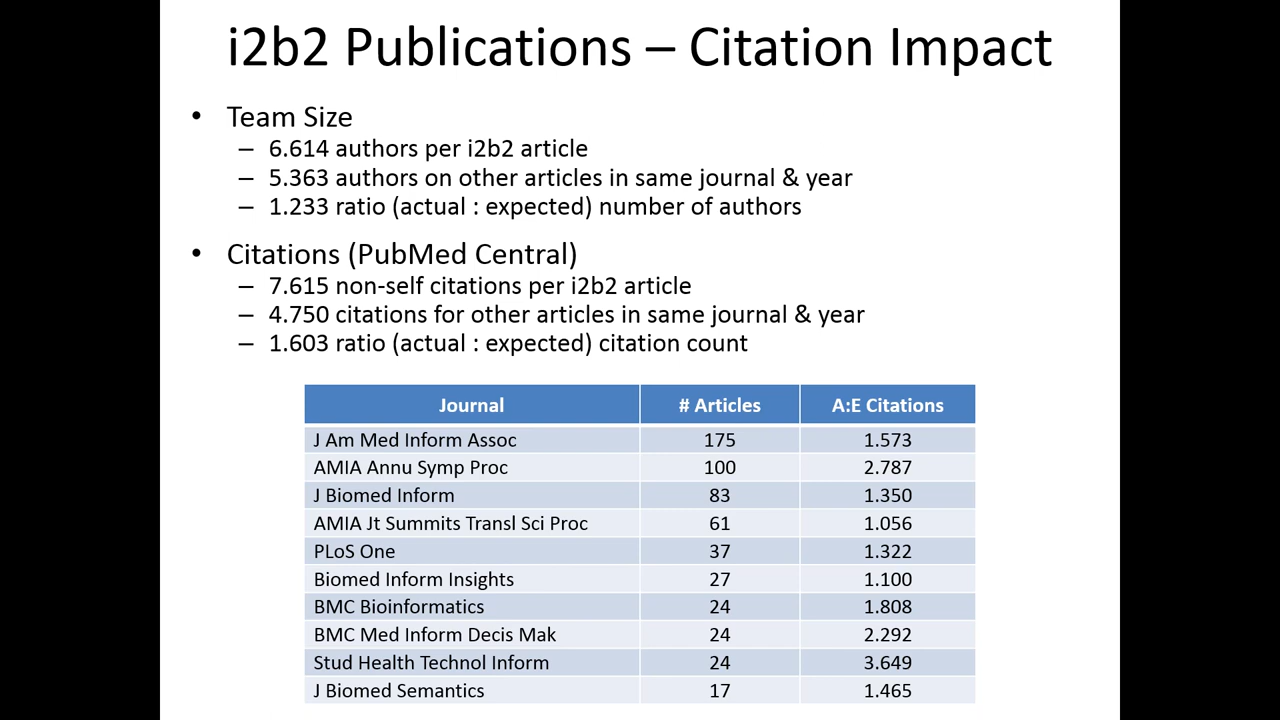 i2b2 Publications – Citation Impact
• Team Size
– 6.614 authors per i2b2 article
– 5.363 authors on other articles in same journal & year
– 1.233 ratio (actual : expected) number of authors
• Citations (PubMed Central)
– 7.615 non-self citations per i2b2 article
– 4.750 citations for other articles in same journal & year
– 1.603 ratio (actual : expected) citation count
Journal # Articles A:E Citations
J Am Med Inform Assoc 175 1.573
AMIA Annu Symp Proc 100 2.787
J Biomed Inform 83 1.350
AMIA Jt Summits Transl Sci Proc 61 1.056
PLoS One 37 1.322
Biomed Inform Insights 27 1.100
BMC Bioinformatics 24 1.808
BMC Med Inform Decis Mak 24 2.292
Stud Health Technol Inform 24 3.649
J Biomed Semantics 17 1.465